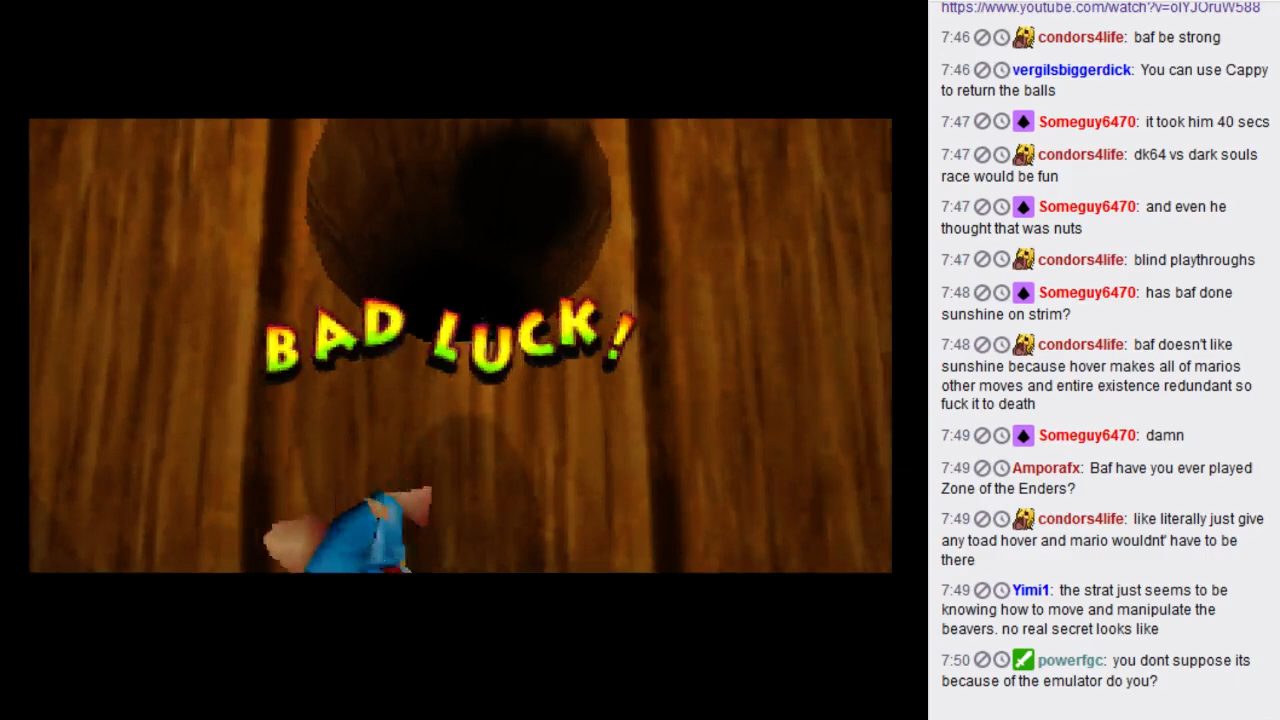 BAD LUCK!
https://www.youtube.com/watch?v=oIYJOruW588
7:46 condors4life: baf be strong
7:46 vergilsbiggerdick: You can use Cappy
to return the balls
7:47 Someguy6470: it took him 40 secs
7:47 condors4life: dk64 vs dark souls
race would be fun
7:47 Someguy6470: and even he
thought that was nuts
7:47 condors4life: blind playthroughs
7:48 Someguy6470: has baf done
sunshine on strim?
7:48 condors4life: baf doesn't like
sunshine because hover makes all of marios
other moves and entire existence redundant so
fuck it to death
7:49 Someguy6470: damn
7:49 Amporafx: Baf have you ever played
Zone of the Enders?
7:49 condors4life: like literally just give
any toad hover and mario wouldnt' have to be
there
7:49 Yimi1: the strat just seems to be
knowing how to move and manipulate the
beavers. no real secret looks like
7:50 powerfgc: you dont suppose its
because of the emulator do you?